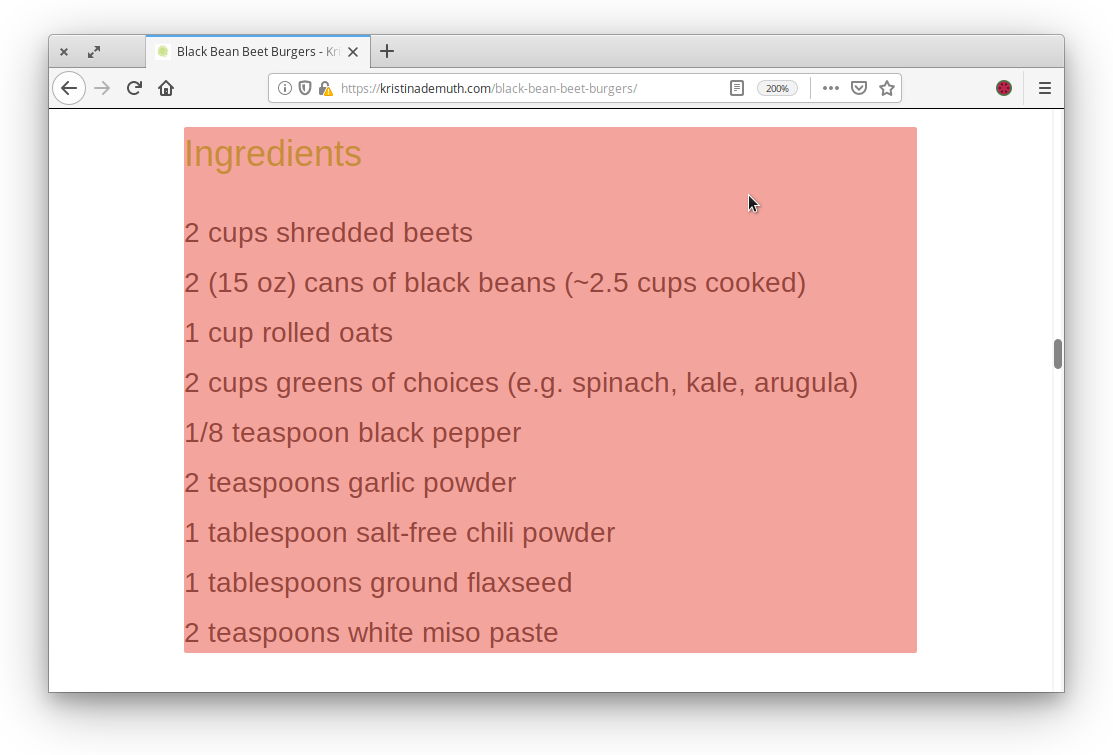 Black Bean Beet Burgers - Kri
https://kristinademuth.com/black-bean-beet-burgers/
200%
Ingredients
2 cups shredded beets
2 (15 oz) cans of black beans (~2.5 cups cooked)
1 cup rolled oats
2 cups greens of choices (e.g. spinach, kale, arugula)
1/8 teaspoon black pepper
2 teaspoons garlic powder
1 tablespoon salt-free chili powder
1 tablespoons ground flaxseed
2 teaspoons white miso paste